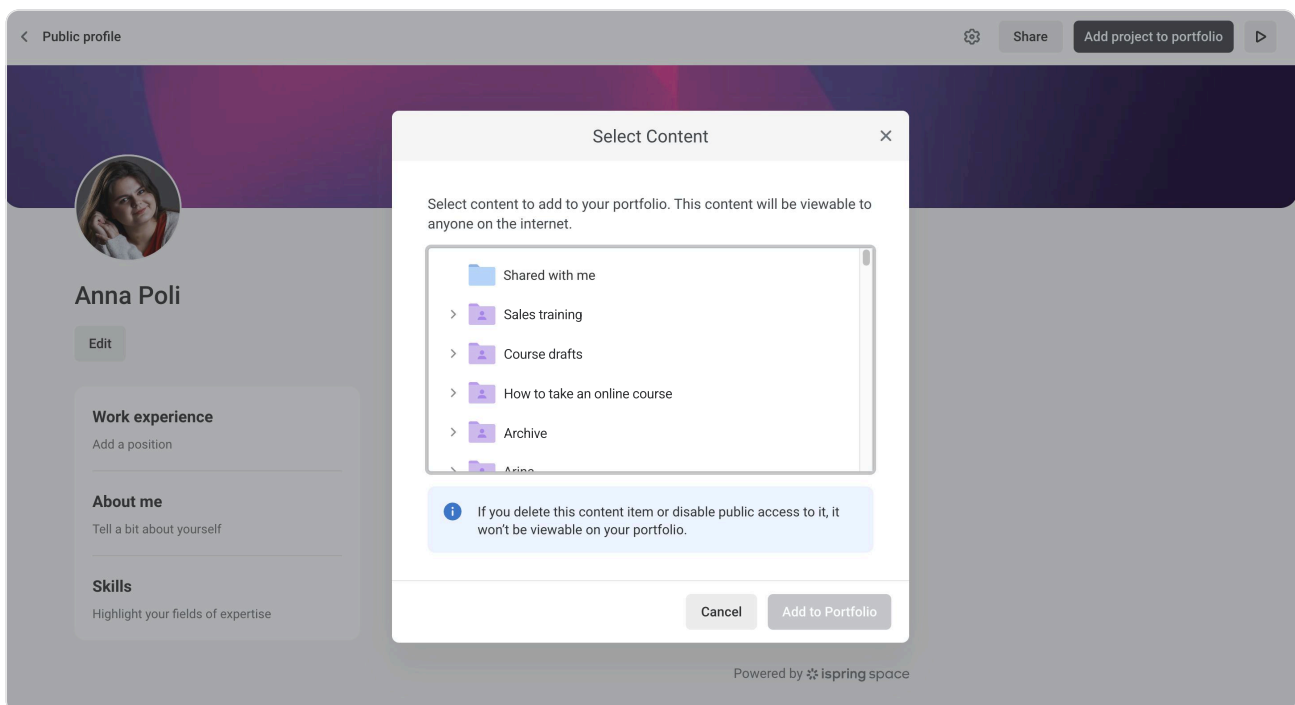 Public profile
Share
Add project to portfolio
Select Content
Select content to add to your portfolio. This content will be viewable to
anyone on the internet.
Shared with me
Sales training
Course drafts
How to take an online course
Archive
If you delete this content item or disable public access to it, it
won't be viewable on your portfolio.
Cancel
Add to Portfolio
Anna Poli
Edit
Work experience
Add a position
About me
Tell a bit about yourself
Skills
Highlight your fields of expertise
Powered by ispring space